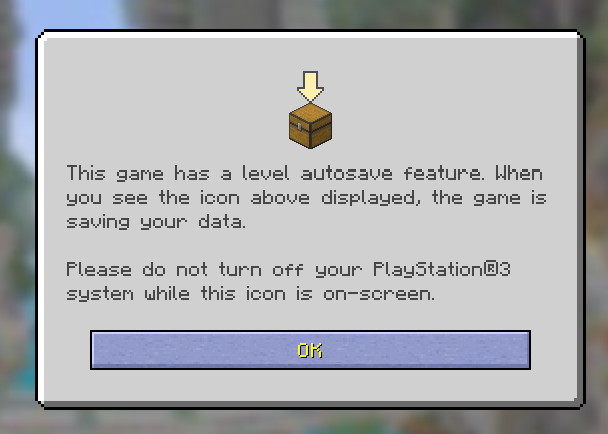 This game has a level autosave feature. When
you see the icon above displayed, the game is
saving your data.
Please do not turn off your PlayStation®3
system while this icon is on-screen.
OK